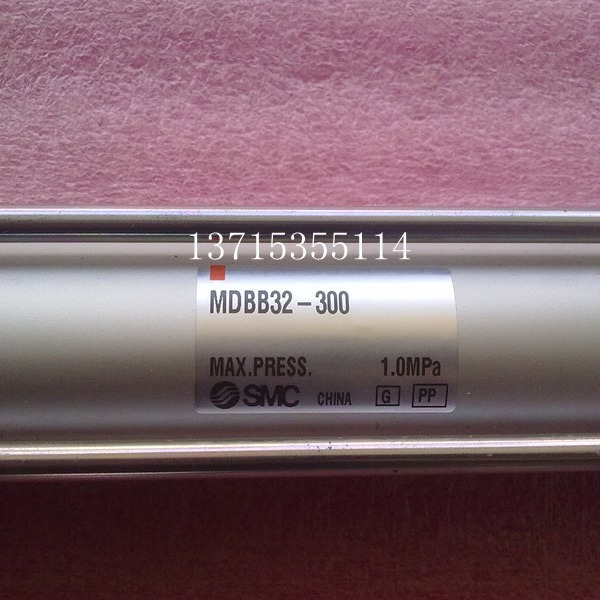 13715355114
MDBB32-300
MAX.PRESS. 1.0MPa
SMC CHINA G PP